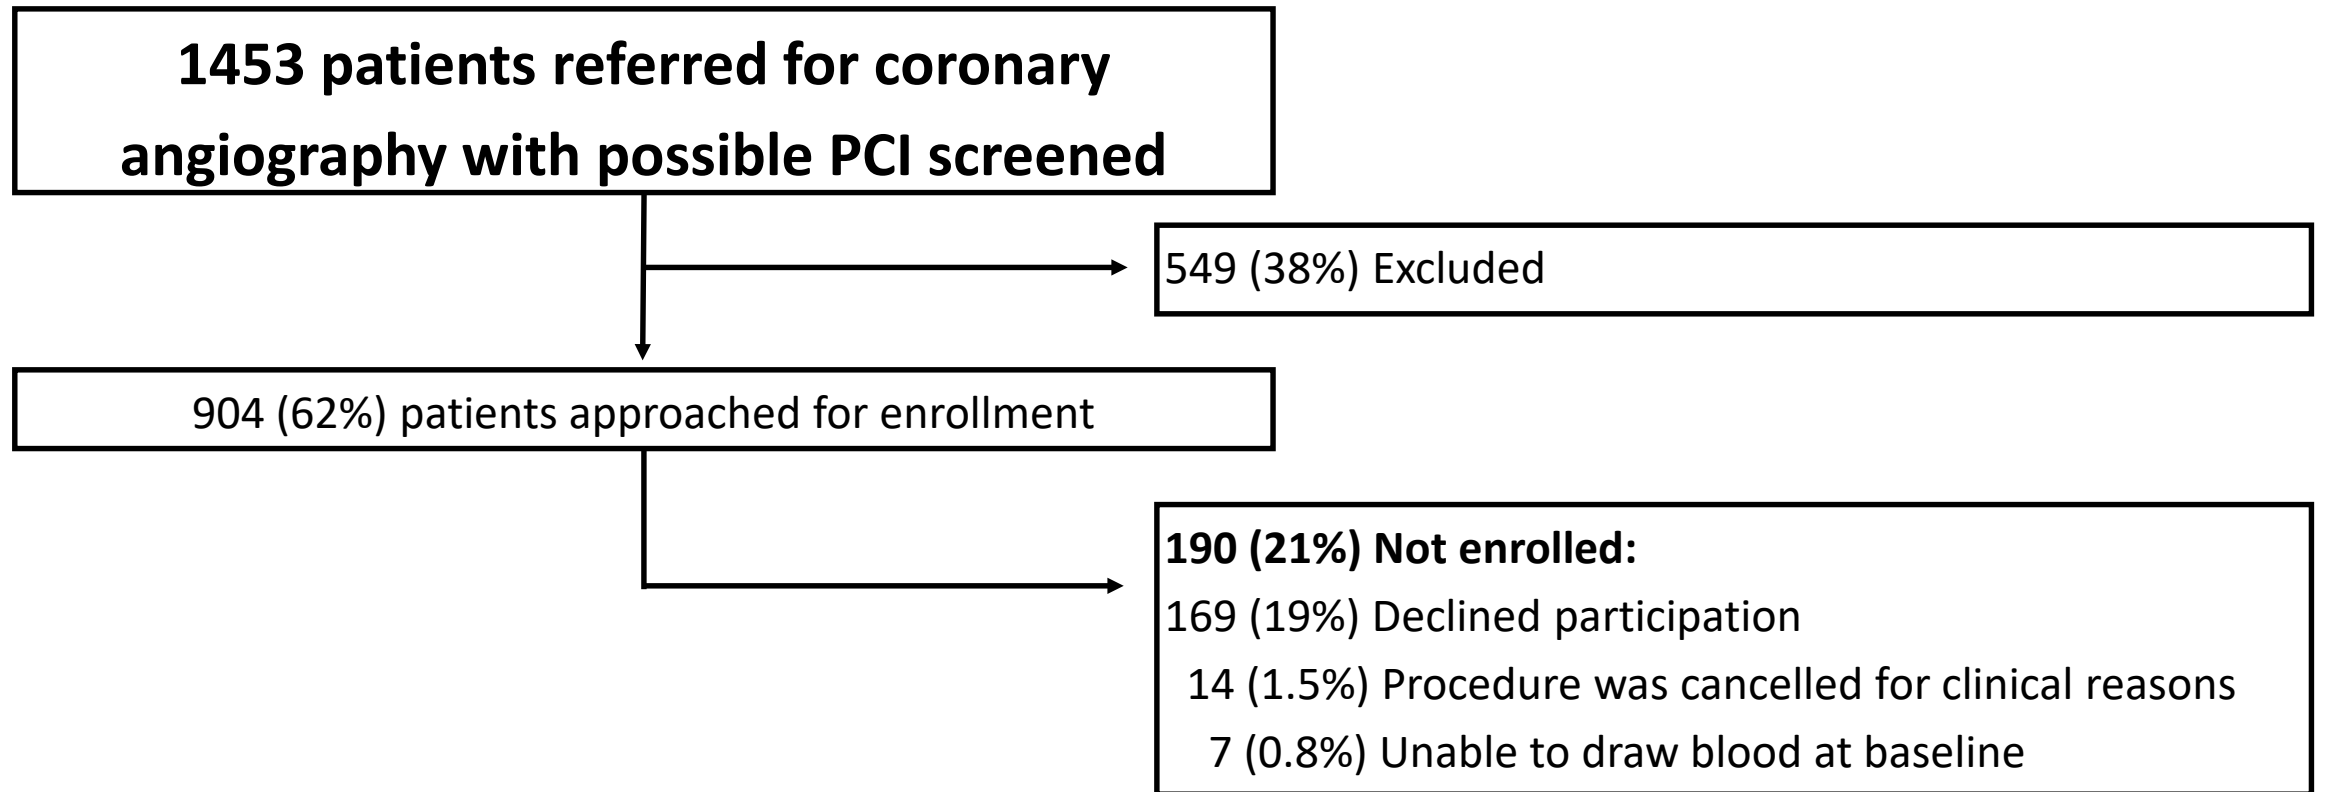 1453 patients referred for coronary
angiography with possible PCI screened
549 (38%) Excluded
904 (62%) patients approached for enrollment
190 (21%) Not enrolled:
169 (19%) Declined participation
14 (1.5%) Procedure was cancelled for clinical reasons
7 (0.8%) Unable to draw blood at baseline